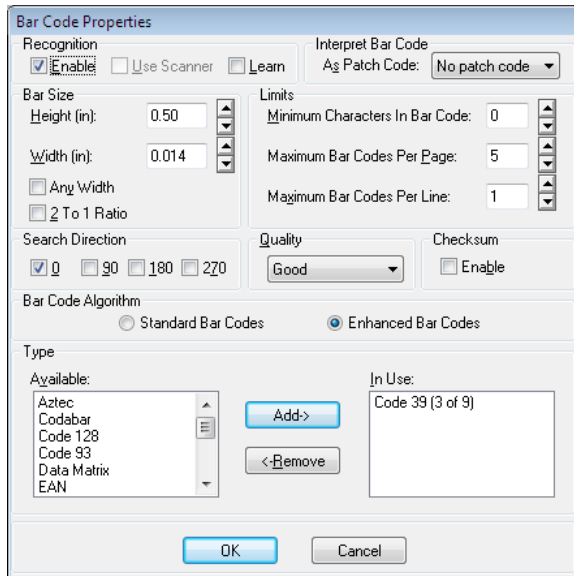 Bar Code Properties
Recognition
Enable Use Scanner Learn
Interpret Bar Code
As Patch Code: No patch code
Bar Size
Height (in): 0.50
Width (in): 0.014
Any Width
2 To 1 Ratio
Limits
Minimum Characters In Bar Code: 0
Maximum Bar Codes Per Page: 5
Maximum Bar Codes Per Line: 1
Search Direction
0 90 180 270
Quality
Good
Checksum
Enable
Bar Code Algorithm
Standard Bar Codes Enhanced Bar Codes
Type
Available:
Aztec
Codabar
Code 128
Code 93
Data Matrix
EAN
Add->
<-Remove
In Use:
Code 39 (3 of 9)
OK Cancel